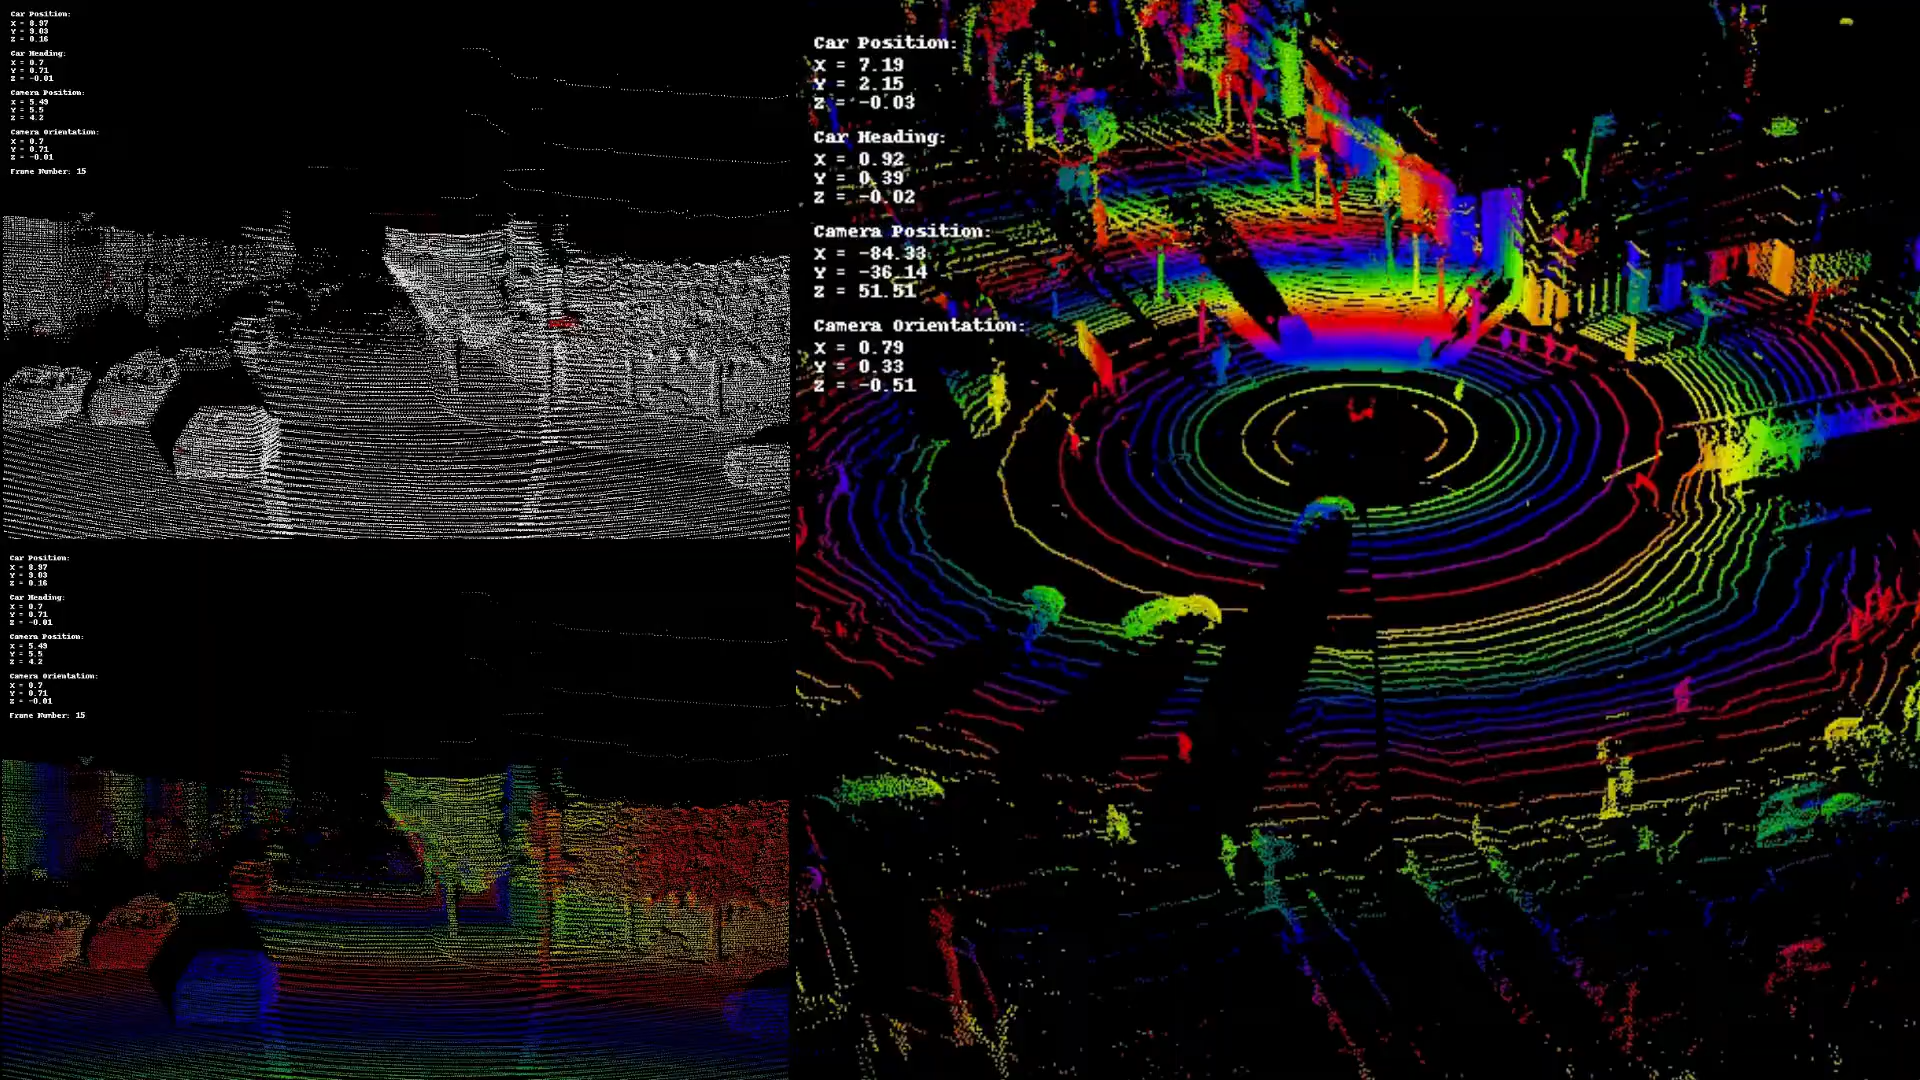 Car Position:
X = 8.97
Y = 9.03
Z = 0.16
Car Heading:
X = 0.7
Y = 0.71
Z = -0.01
Camera Position:
X = 5.49
Y = 5.5
Z = 4.2
Camera Orientation:
X = 0.7
Y = 0.71
Z = -0.01
Frame Number: 15
Car Position:
X = 8.97
Y = 9.03
Z = 0.16
Car Heading:
X = 0.7
Y = 0.71
Z = -0.01
Camera Position:
X = 5.49
Y = 5.5
Z = 4.2
Camera Orientation:
X = 0.7
Y = 0.71
Z = -0.01
Frame Number: 15
Car Position:
X = 7.19
Y = 2.15
Z = -0.03
Car Heading:
X = 0.92
Y = 0.39
Z = -0.02
Camera Position:
X = -84.33
Y = -36.14
Z = 51.51
Camera Orientation:
X = 0.79
Y = 0.33
Z = -0.51